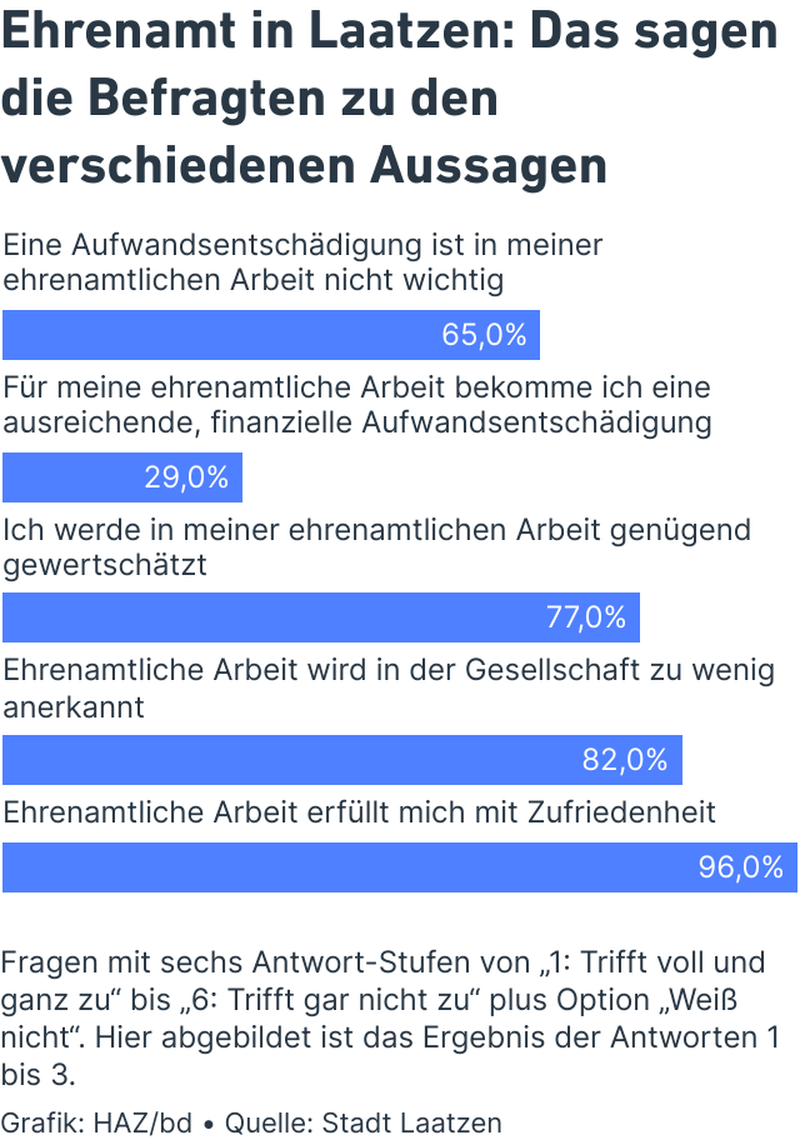 Ehrenamt in Laatzen: Das sagen
die Befragten zu den
verschiedenen Aussagen
Eine Aufwandsentschädigung ist in meiner
ehrenamtlichen Arbeit nicht wichtig
65,0%
Für meine ehrenamtliche Arbeit bekomme ich eine
ausreichende, finanzielle Aufwandsentschädigung
29,0%
Ich werde in meiner ehrenamtlichen Arbeit genügend
gewertschätzt
77,0%
Ehrenamtliche Arbeit wird in der Gesellschaft zu wenig
anerkannt
82,0%
Ehrenamtliche Arbeit erfüllt mich mit Zufriedenheit
96,0%
Fragen mit sechs Antwort-Stufen von „1: Trifft voll und
ganz zu“ bis „6: Trifft gar nicht zu“ plus Option „Weiß
nicht“. Hier abgebildet ist das Ergebnis der Antworten 1
bis 3.
Grafik: HAZ/bd • Quelle: Stadt Laatzen